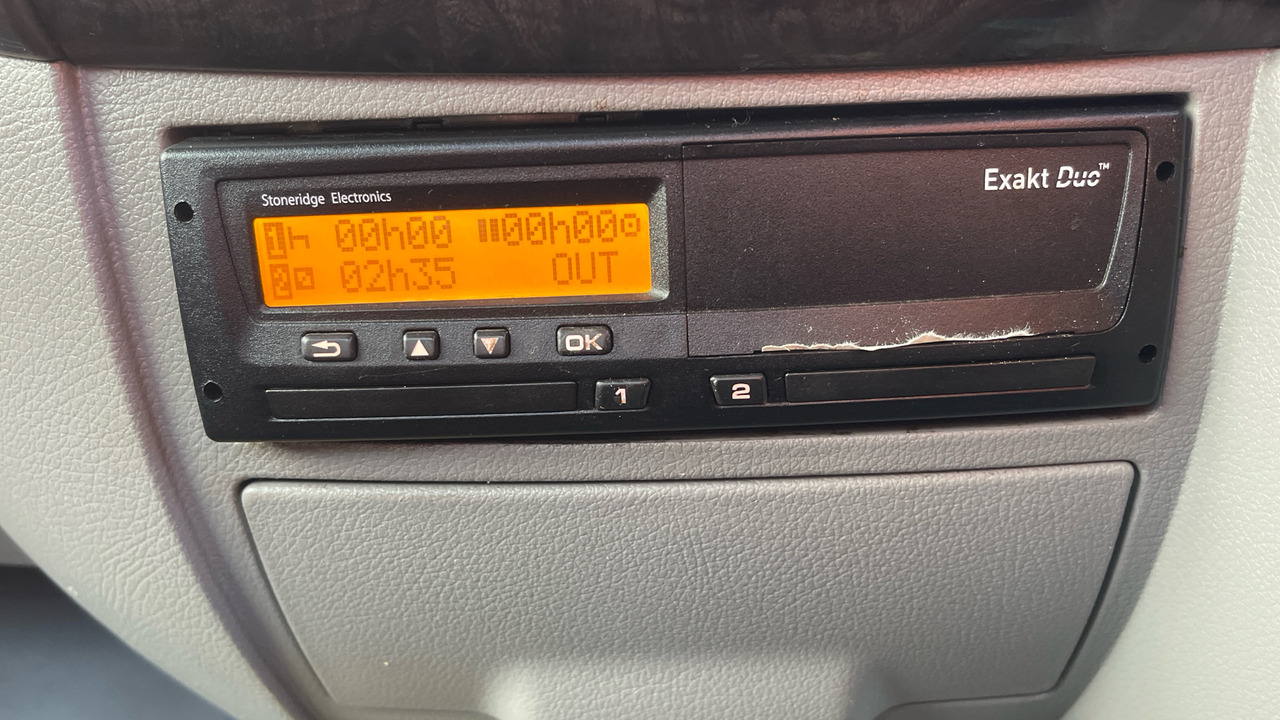 Exakt Duo™
Stoneridge Electronics
1 00h00 00h00
2 02h35 OUT
OK
1 2